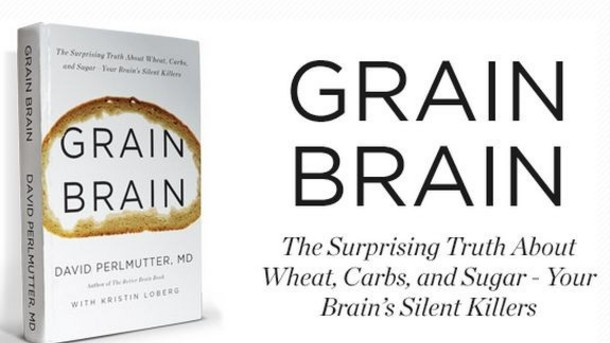 GRAIN BRAIN
DAVID PERLMUTTER, MD
The Surprising Truth About Wheat, Carbs,
and Sugar - Your Brain's Silent Killers
GRAIN
BRAIN
DAVID PERLMUTTER, MD
Author of The Better Brain Book
WITH KRISTIN LOBERG
GRAIN
BRAIN
The Surprising Truth About
Wheat, Carbs, and Sugar - Your
Brain's Silent Killers